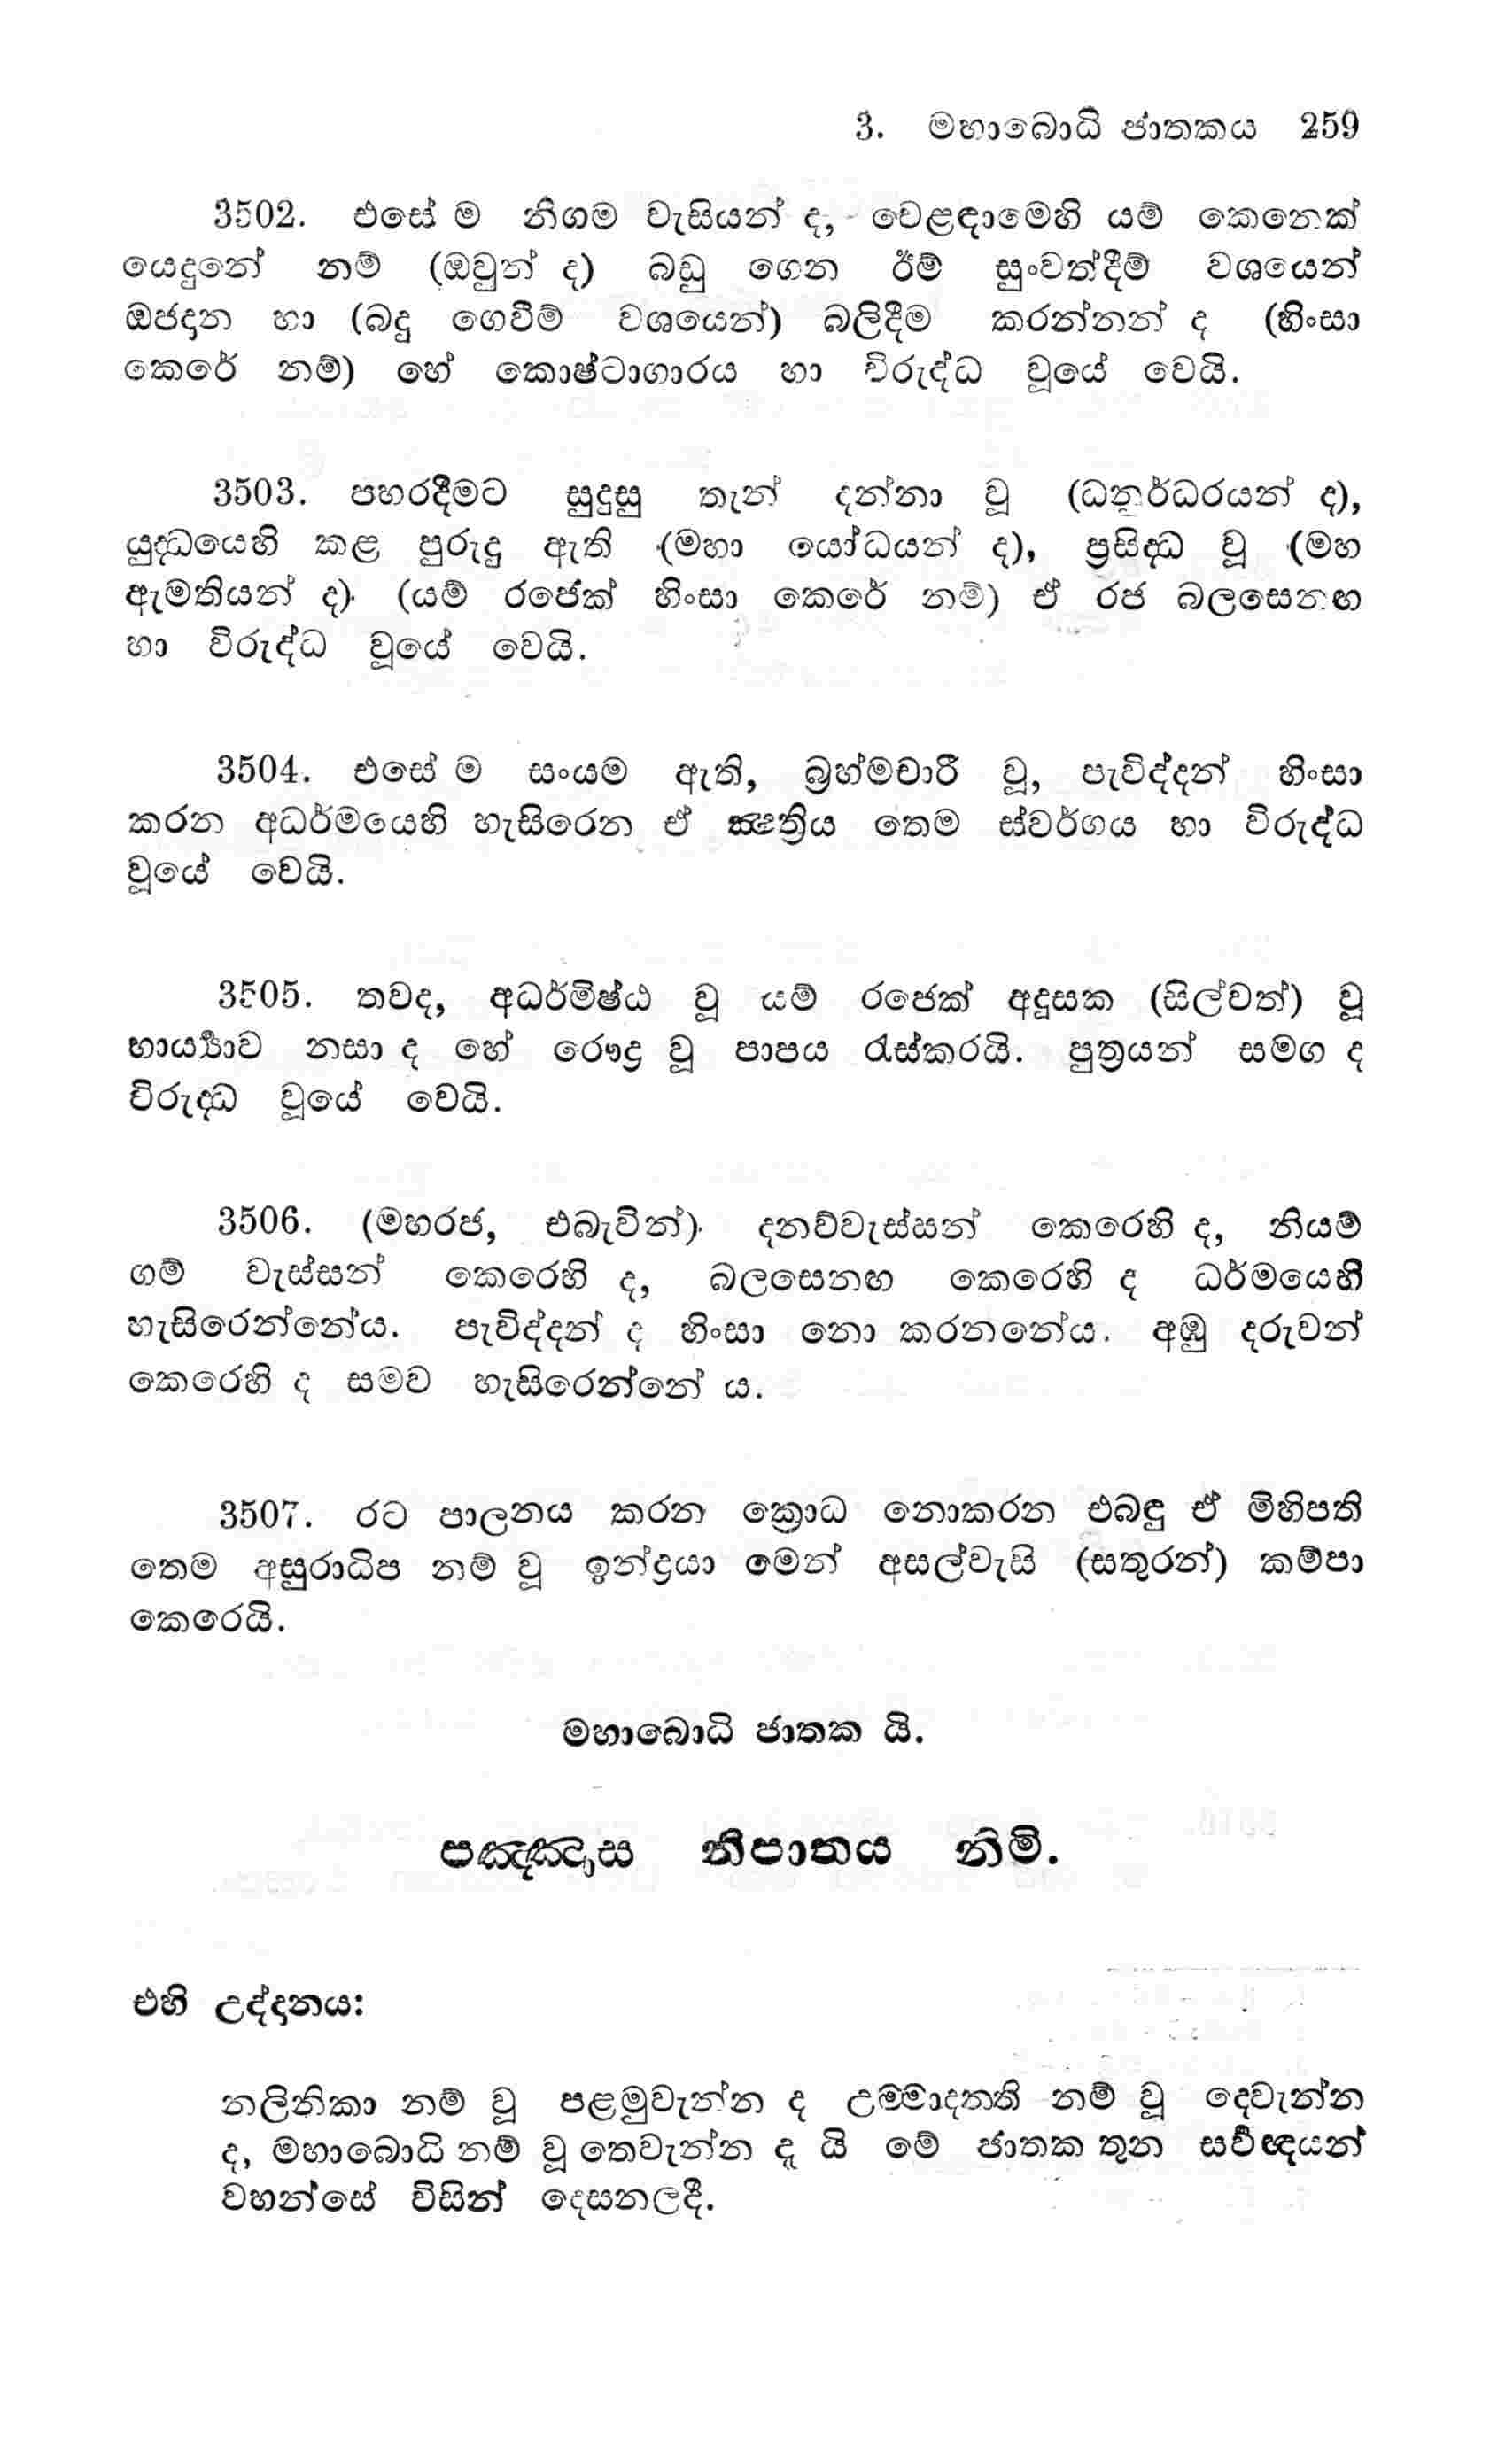 3. මහාබොධි ජාතකය 259
3502. එසේ ම නිගම වැසියන් ද, වෙළඳාමෙහි යම් කෙනෙක්
යෙදුනේ නම් (ඔවුන් ද) බඩු ගෙන ඊම් සුංවත්දීම් වශයෙන්
ඔජදාන හා (බදු ගෙවීම් වශයෙන්) බලිදීම කරන්නන් ද (හිංසා
කෙරේ නම්) හේ කොෂ්ටාගාරය හා විරුද්ධ වූයේ වෙයි.
3503. පහරදීමට සුදුසු තැන් දන්නා වූ (ධනුර්ධරයන් ද),
යුද්ධයෙහි කළ පුරුදු ඇති (මහා යෝධයන් ද), ප්‍රසිද්ධ වූ (මහ
ඇමතියන් ද) (යම් රජෙක් හිංසා කෙරේ නම්) ඒ රජ බලසෙනඟ
හා විරුද්ධ වූයේ වෙයි.
3504. එසේ ම සංයම ඇති, බ්‍රහ්මචාරී වූ, පැවිද්දන් හිංසා
කරන අධර්මයෙහි හැසිරෙන ඒ ක්‍ෂත්‍රිය තෙම ස්වර්ගය හා විරුද්ධ
වූයේ වෙයි.
3505. තවද, අධර්මිෂ්ඨ වූ යම් රජෙක් අදූසක (සිල්වත්) වූ
භාර්‍ය්‍යාව නසා ද හේ රෞද්‍ර වූ පාපය රැස්කරයි. පුත්‍රයන් සමග ද
විරුද්ධ වූයේ වෙයි.
3506. (මහරජ, එබැවින්) දනව්වැස්සන් කෙරෙහි ද, නියම්
ගම් වැස්සන් කෙරෙහි ද, බලසෙනඟ කෙරෙහි ද ධර්මයෙහි
හැසිරෙන්නේය. පැවිද්දන් ද හිංසා නො කරනනේය. අඹු දරුවන්
කෙරෙහි ද සමව හැසිරෙන්නේ ය.
3507. රට පාලනය කරන ක්‍රොධ නොකරන එබඳු ඒ මිහිපති
තෙම අසුරාධිප නම් වූ ඉන්ද්‍රයා මෙන් අසල්වැසි (සතුරන්) කම්පා
කෙරෙයි.
මහාබොධි ජාතක යි.
පඤ්ඤාස නිපාතය නිමි.
එහි උද්දානය:
නලිනිකා නම් වූ පළමුවැන්න ද උම්මාදන්ති නම් වූ දෙවැන්න
ද, මහාබොධි නම් වූ තෙවැන්න ද යි මේ ජාතක තුන සර්‍වඥයන්
වහන්සේ විසින් දෙසනලදී.